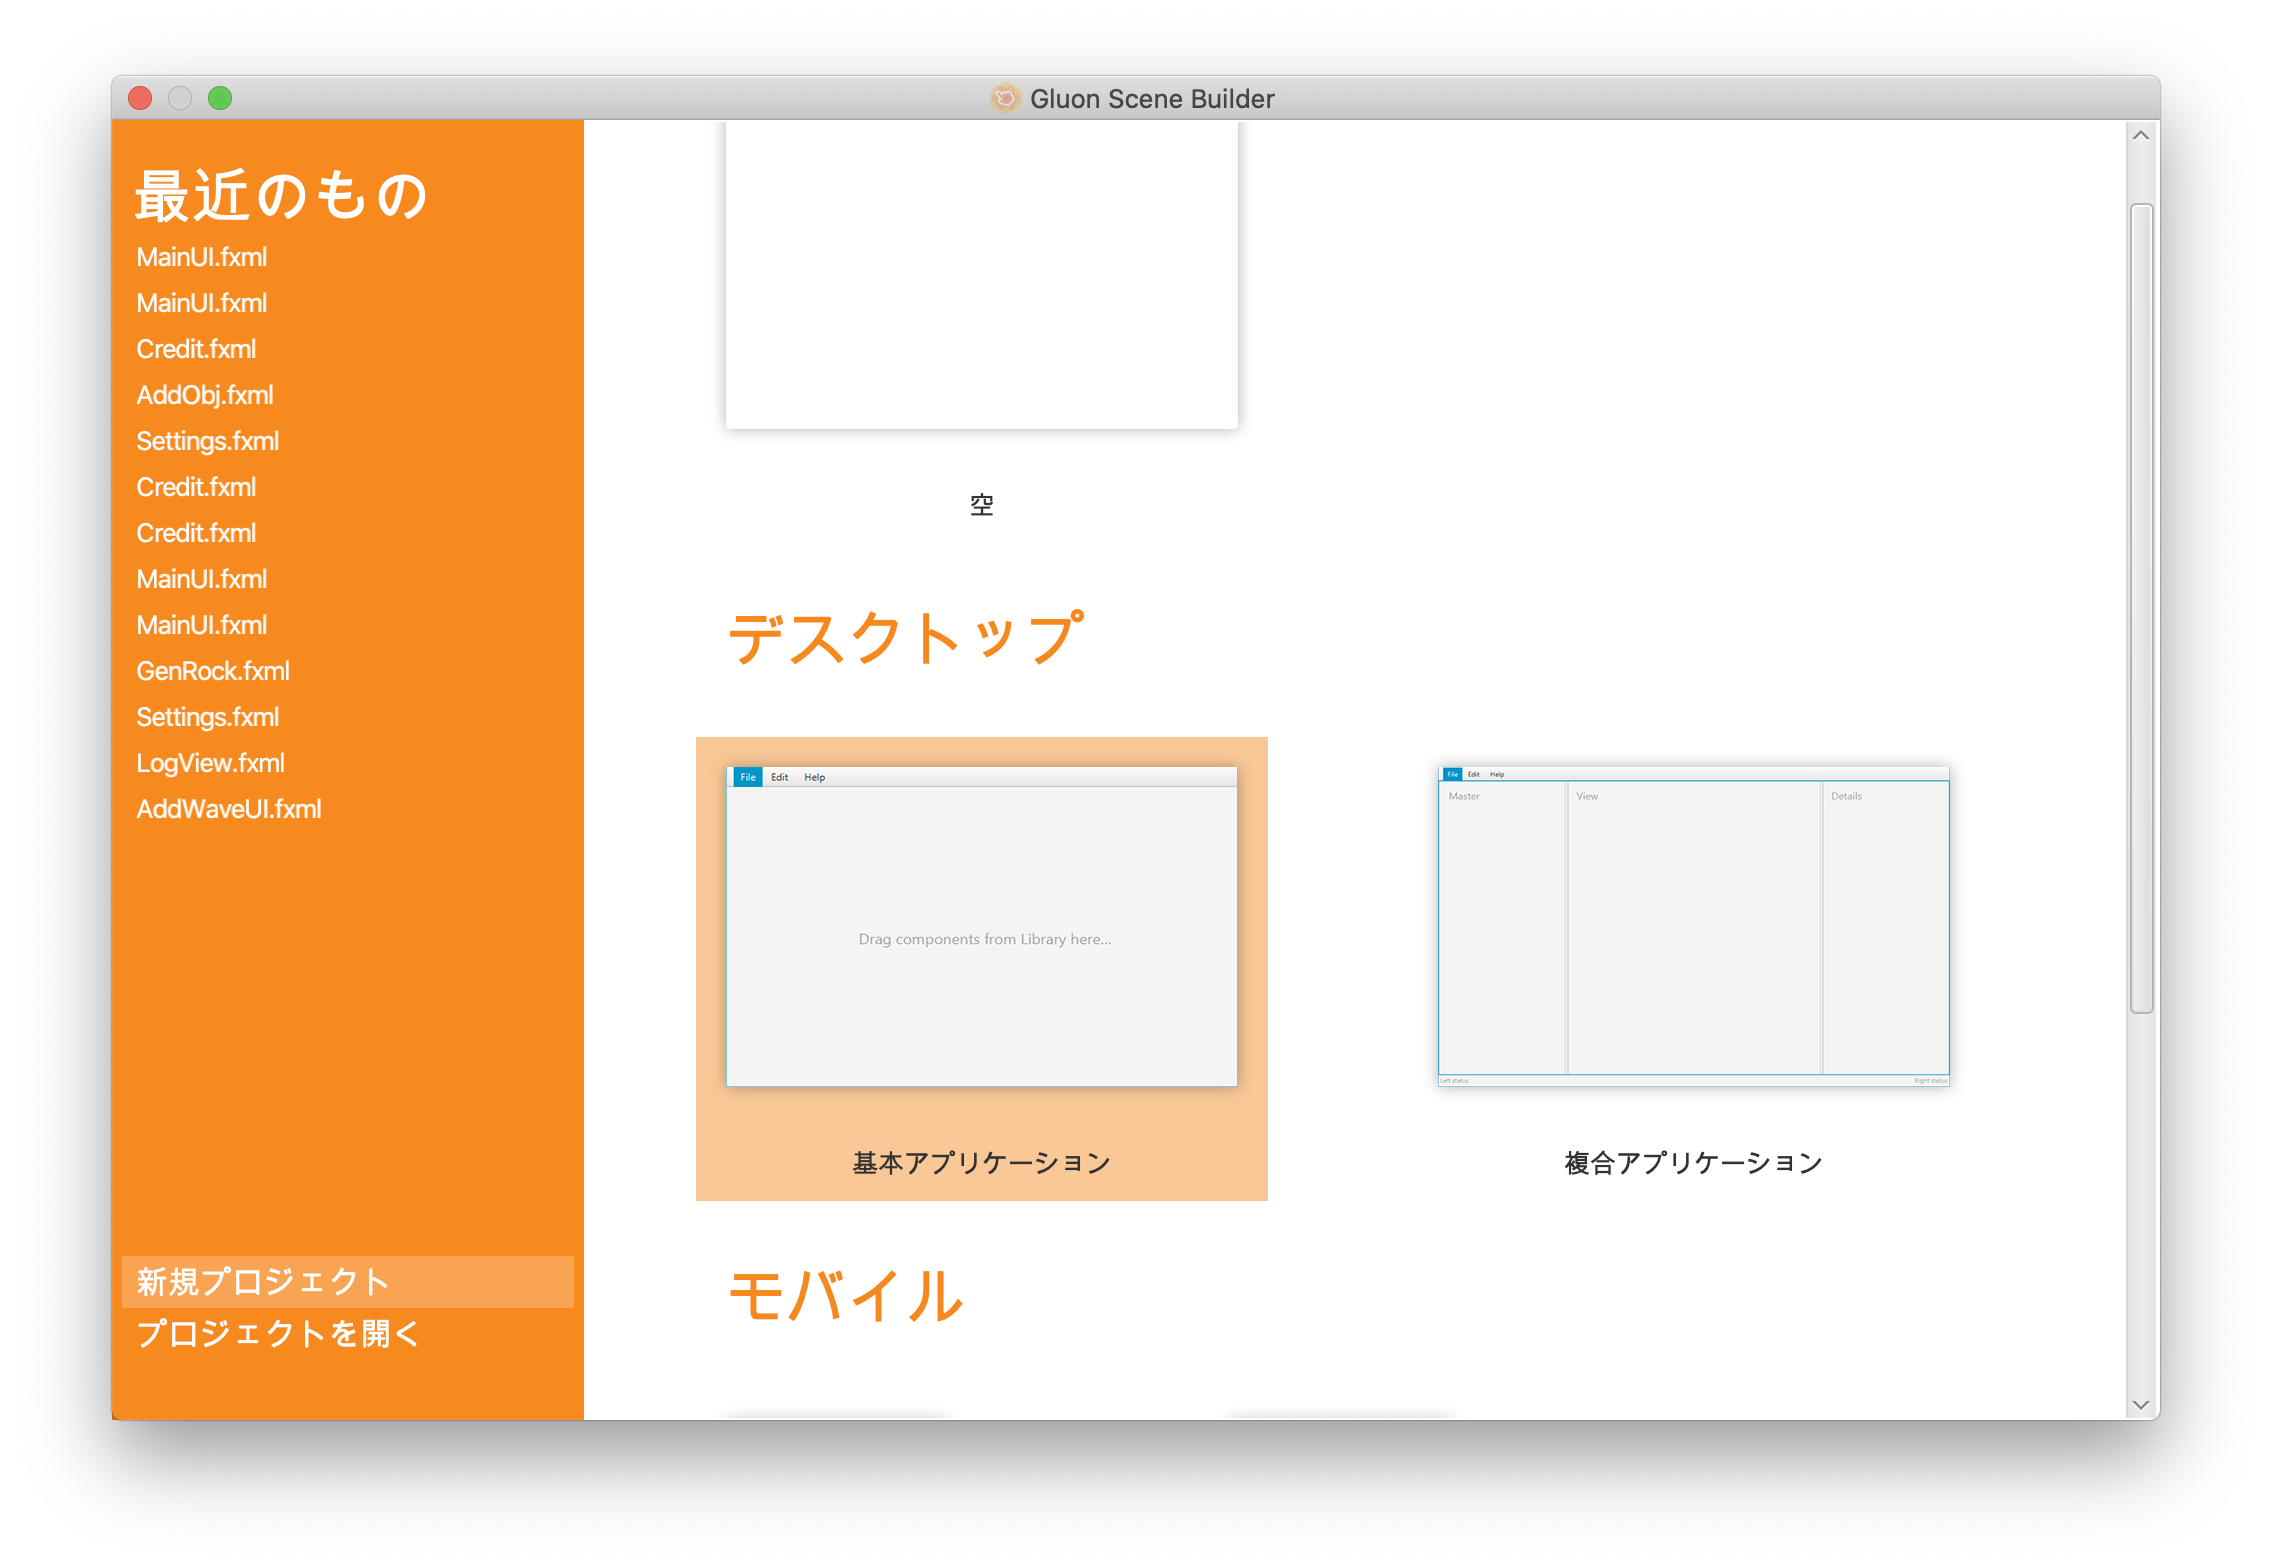 Gluon Scene Builder
最近のもの
MainUI.fxml
MainUI.fxml
Credit.fxml
AddObj.fxml
Settings.fxml
Credit.fxml
Credit.fxml
MainUI.fxml
MainUI.fxml
GenRock.fxml
Settings.fxml
LogView.fxml
AddWaveUI.fxml
新規プロジェクト
プロジェクトを開く
空
デスクトップ
File Edit Help
Drag components from Library here...
基本アプリケーション
File Edit Help
Master View Details
Left status Right status
複合アプリケーション
モバイル